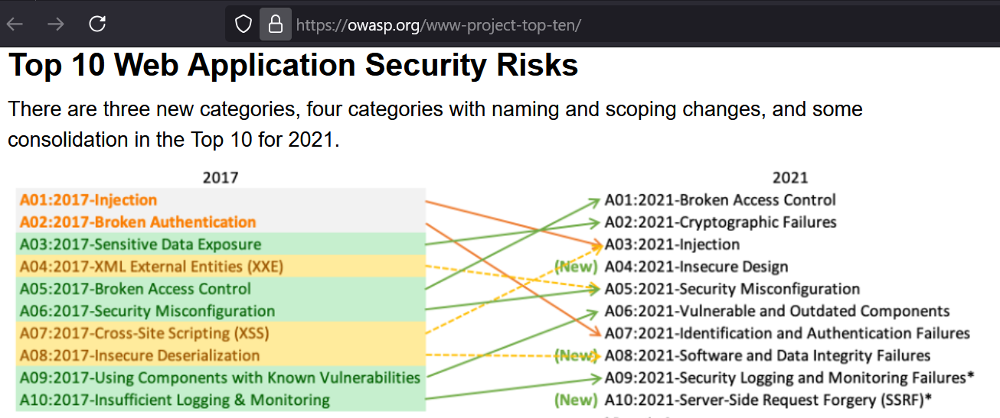 https://owasp.org/www-project-top-ten/
Top 10 Web Application Security Risks
There are three new categories, four categories with naming and scoping changes, and some
consolidation in the Top 10 for 2021.
2017
A01:2017-Injection
A02:2017-Broken Authentication
A03:2017-Sensitive Data Exposure
A04:2017-XML External Entities (XXE)
A05:2017-Broken Access Control
A06:2017-Security Misconfiguration
A07:2017-Cross-Site Scripting (XSS)
A08:2017-Insecure Deserialization
A09:2017-Using Components with Known Vulnerabilities
A10:2017-Insufficient Logging & Monitoring
2021
A01:2021-Broken Access Control
A02:2021-Cryptographic Failures
A03:2021-Injection
(New) A04:2021-Insecure Design
A05:2021-Security Misconfiguration
A06:2021-Vulnerable and Outdated Components
A07:2021-Identification and Authentication Failures
(New) A08:2021-Software and Data Integrity Failures
A09:2021-Security Logging and Monitoring Failures*
(New) A10:2021-Server-Side Request Forgery (SSRF)*